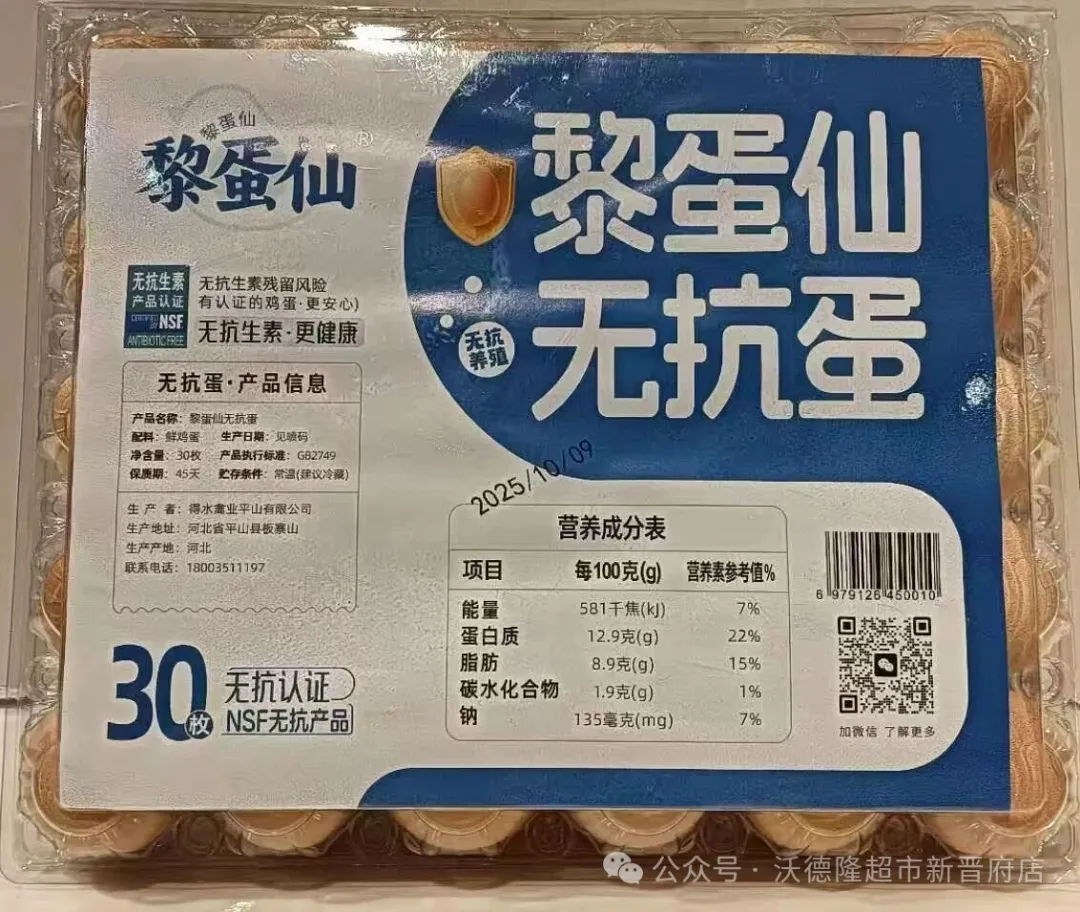 黎蛋仙
黎蛋仙®
无抗生素
产品认证
CERTIFIED BY NSF
ANTIBIOTIC FREE
无抗生素残留风险
有认证的鸡蛋·更安心)
无抗生素·更健康
无抗蛋·产品信息
产品名称：黎蛋仙无抗蛋
配料：鲜鸡蛋 生产日期：见喷码
净含量：30枚 产品执行标准：GB2749
保质期：45天 贮存条件：常温(建议冷藏)
生 产 者：得水禽业平山有限公司
生产地址：河北省平山县板寨山
生产产地：河北
联系电话：18003511197
30枚
无抗认证
NSF无抗产品
黎蛋仙
无抗蛋
无抗
养殖
2025/10/09
营养成分表
项目 每100克(g) 营养素参考值%
能量 581千焦(kJ) 7%
蛋白质 12.9克(g) 22%
脂肪 8.9克(g) 15%
碳水化合物 1.9克(g) 1%
钠 135毫克(mg) 7%
6 979126 450010
加微信 了解更多
公众号·沃德隆超市新晋府店